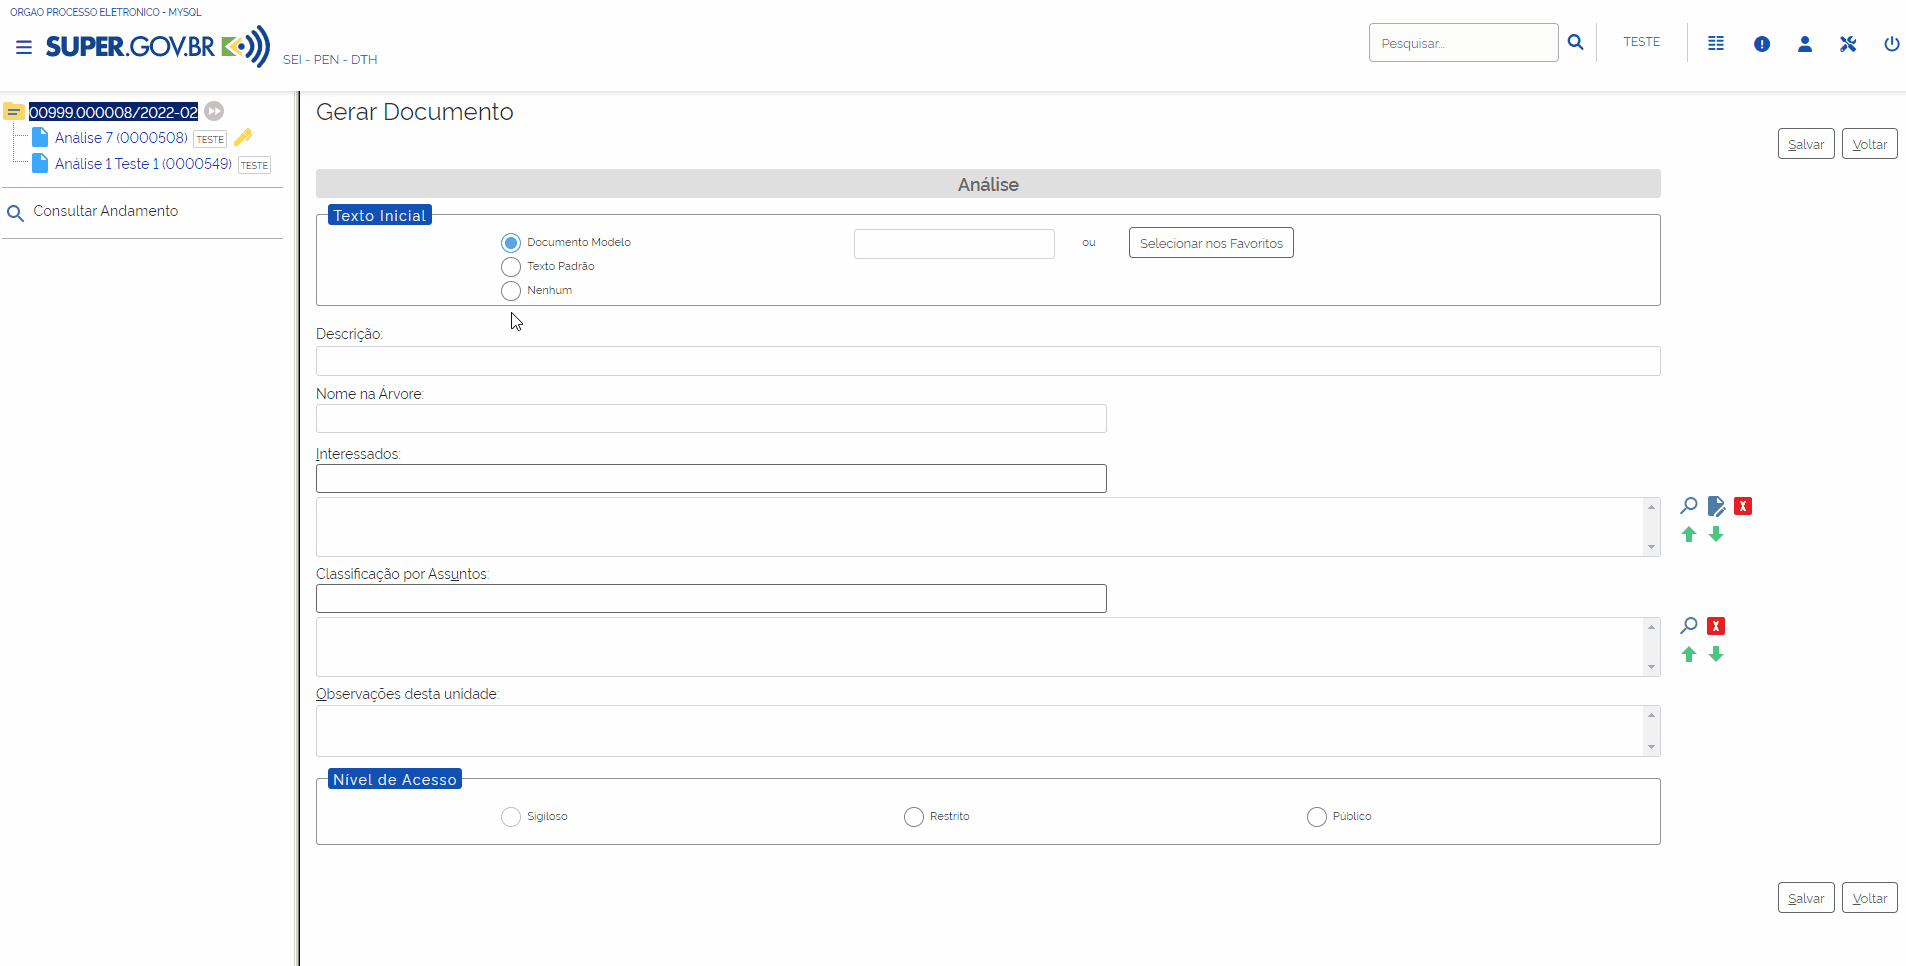 ORGAO PROCESSO ELETRONICO - MYSQL
SUPER.GOV.BR
SEI - PEN - DTH
Pesquisar...
TESTE
00999.000008/2022-02
Análise 7 (0000508) TESTE
Análise 1 Teste 1 (0000549) TESTE
Consultar Andamento
Gerar Documento
Salvar Voltar
Análise
Texto Inicial
Documento Modelo ou Selecionar nos Favoritos
Texto Padrão
Nenhum
Descrição:
Nome na Árvore:
Interessados:
Classificação por Assuntos:
Observações desta unidade:
Nível de Acesso
Sigiloso Restrito Público
Salvar Voltar